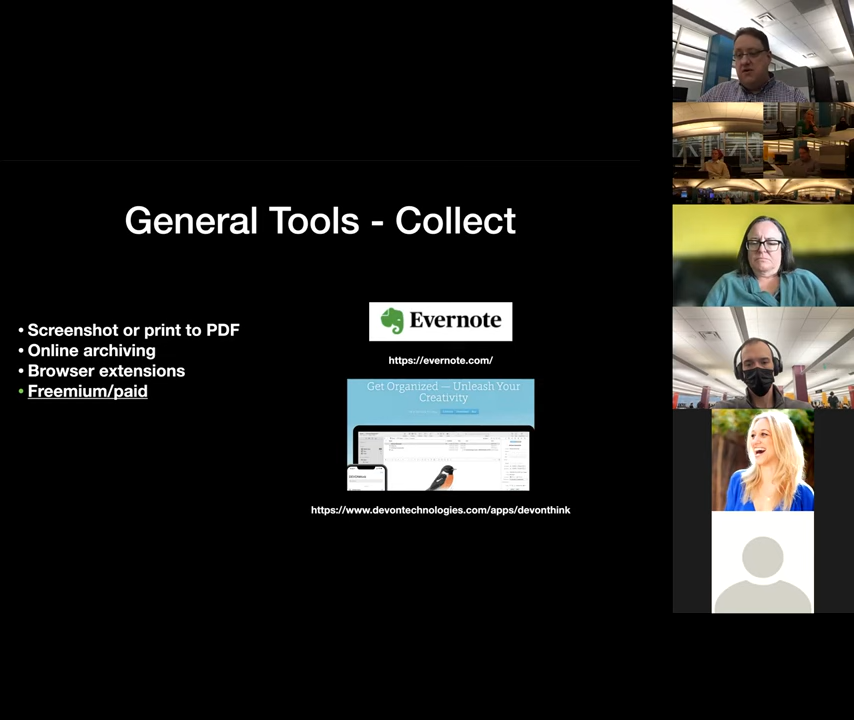 General Tools - Collect
• Screenshot or print to PDF
• Online archiving
• Browser extensions
• Freemium/paid
Evernote
https://evernote.com/
Get Organized — Unleash Your
Creativity
https://www.devontechnologies.com/apps/devonthink